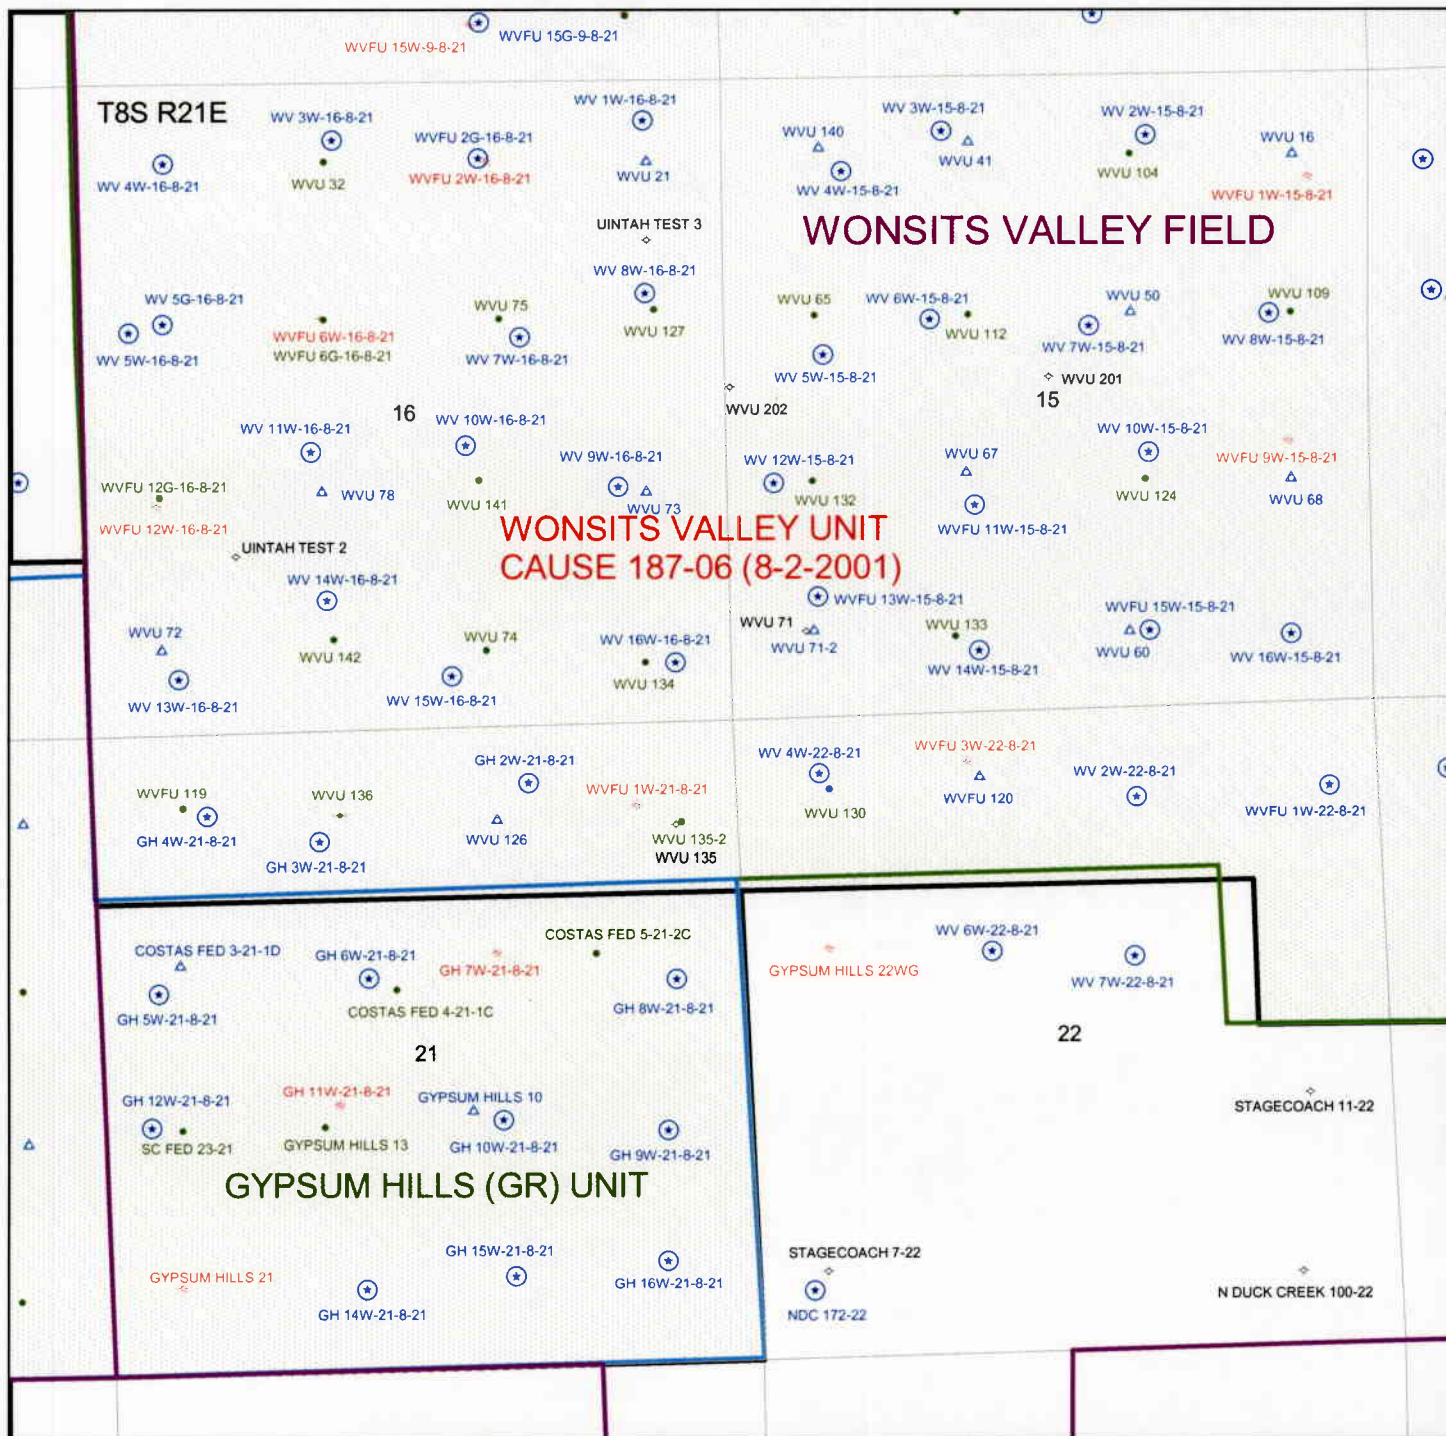 WVFU 15W-9-8-21
WVFU 15G-9-8-21
T8S R21E
WV 3W-16-8-21
WVFU 2G-16-8-21
WV 1W-16-8-21
WVU 140
WV 3W-15-8-21
WV 2W-15-8-21
WVU 16
WV 4W-16-8-21
WVU 32
WVFU 2W-16-8-21
WVU 21
WV 4W-15-8-21
WVU 41
WVU 104
WVFU 1W-15-8-21
UINTAH TEST 3
WONSITS VALLEY FIELD
WV 8W-16-8-21
WV 5G-16-8-21
WVU 75
WVU 65
WV 6W-15-8-21
WVU 50
WVU 109
WV 5W-16-8-21
WVFU 6W-16-8-21
WVFU 6G-16-8-21
WV 7W-16-8-21
WVU 127
WVU 112
WV 7W-15-8-21
WV 8W-15-8-21
WV 5W-15-8-21
WVU 201
WVU 202
16
15
WV 11W-16-8-21
WV 10W-16-8-21
WV 10W-15-8-21
WV 9W-16-8-21
WV 12W-15-8-21
WVU 67
WVFU 9W-15-8-21
WVFU 12G-16-8-21
WVU 78
WVU 141
WVU 73
WVU 132
WVU 124
WVU 68
WVFU 12W-16-8-21
WVFU 11W-15-8-21
WONSITS VALLEY UNIT
CAUSE 187-06 (8-2-2001)
UINTAH TEST 2
WV 14W-16-8-21
WVFU 13W-15-8-21
WVFU 15W-15-8-21
WVU 72
WVU 74
WV 16W-16-8-21
WVU 71
WVU 71-2
WVU 133
WVU 60
WVU 142
WV 16W-15-8-21
WVU 134
WV 14W-15-8-21
WV 13W-16-8-21
WV 15W-16-8-21
GH 2W-21-8-21
WV 4W-22-8-21
WVFU 3W-22-8-21
WV 2W-22-8-21
WVFU 119
WVU 136
WVFU 1W-21-8-21
WVU 130
WVFU 120
WVFU 1W-22-8-21
GH 4W-21-8-21
GH 3W-21-8-21
WVU 126
WVU 135-2
WVU 135
COSTAS FED 3-21-1D
GH 6W-21-8-21
COSTAS FED 5-21-2C
WV 6W-22-8-21
GH 7W-21-8-21
GYPSUM HILLS 22WG
WV 7W-22-8-21
GH 5W-21-8-21
COSTAS FED 4-21-1C
GH 8W-21-8-21
21
22
GH 12W-21-8-21
GH 11W-21-8-21
GYPSUM HILLS 10
STAGECOACH 11-22
SC FED 23-21
GYPSUM HILLS 13
GH 10W-21-8-21
GH 9W-21-8-21
GYPSUM HILLS (GR) UNIT
GH 15W-21-8-21
STAGECOACH 7-22
GYPSUM HILLS 21
GH 16W-21-8-21
N DUCK CREEK 100-22
GH 14W-21-8-21
NDC 172-22